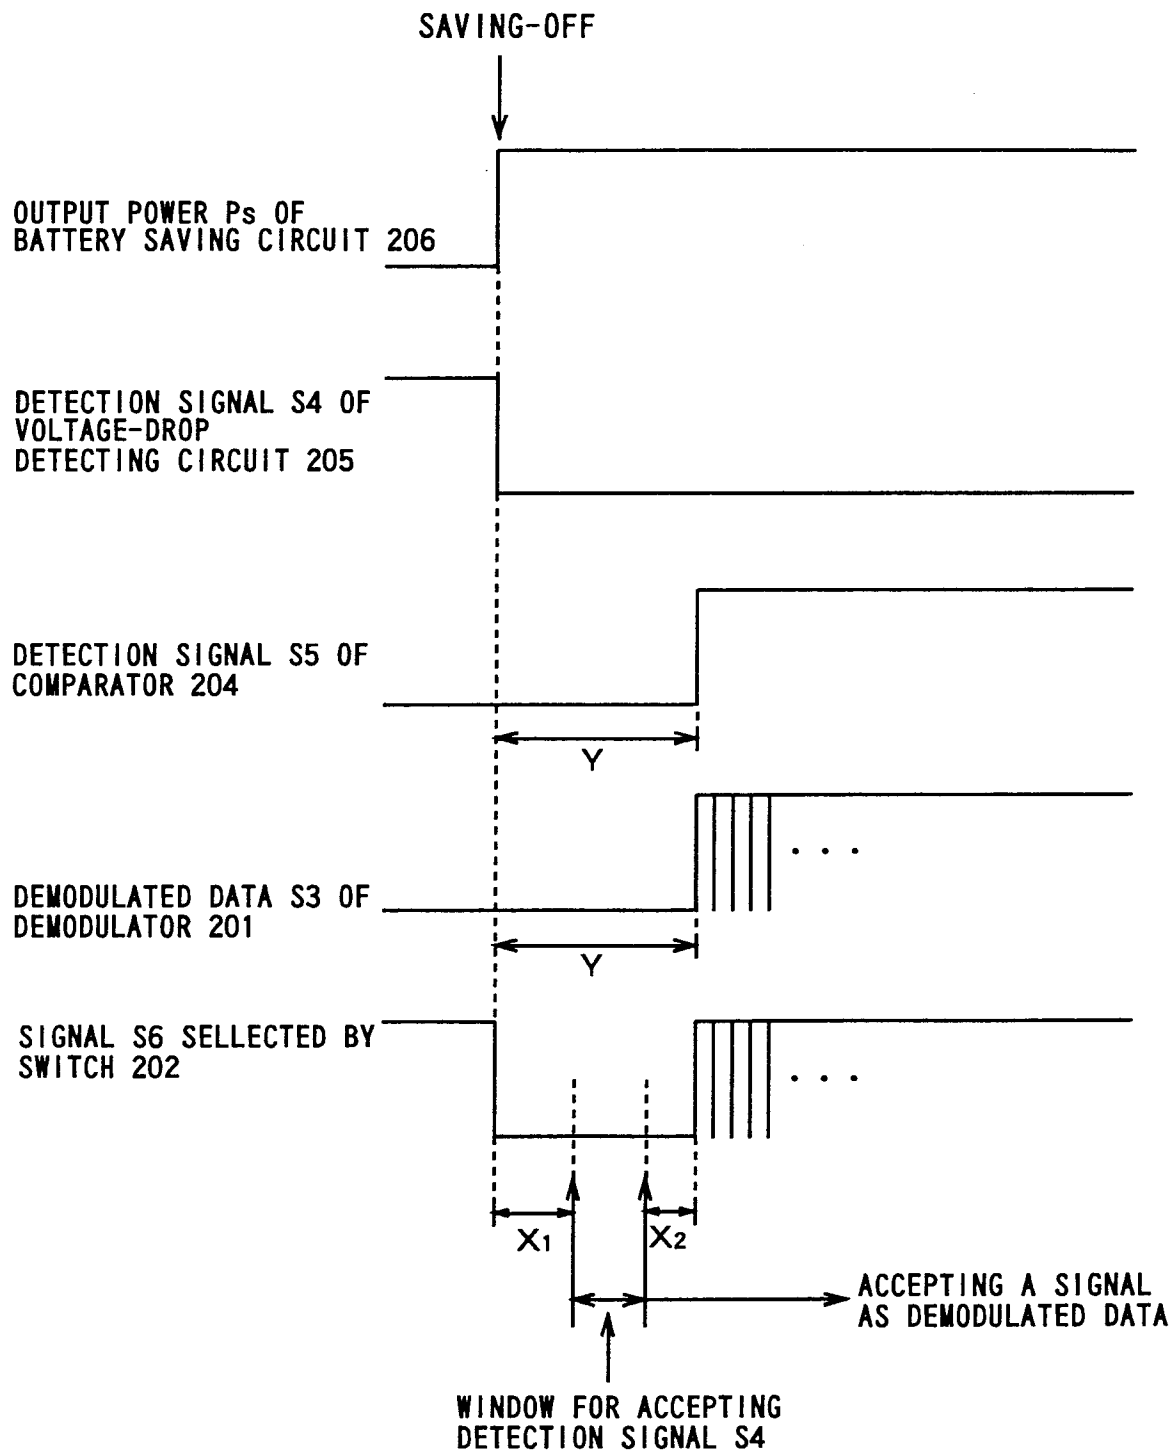 SAVING-OFF
OUTPUT POWER Ps OF
BATTERY SAVING CIRCUIT 206
DETECTION SIGNAL S4 OF
VOLTAGE-DROP
DETECTING CIRCUIT 205
DETECTION SIGNAL S5 OF
COMPARATOR 204
Y
DEMODULATED DATA S3 OF
DEMODULATOR 201
Y
SIGNAL S6 SELLECTED BY
SWITCH 202
X1
X2
ACCEPTING A SIGNAL
AS DEMODULATED DATA
WINDOW FOR ACCEPTING
DETECTION SIGNAL S4